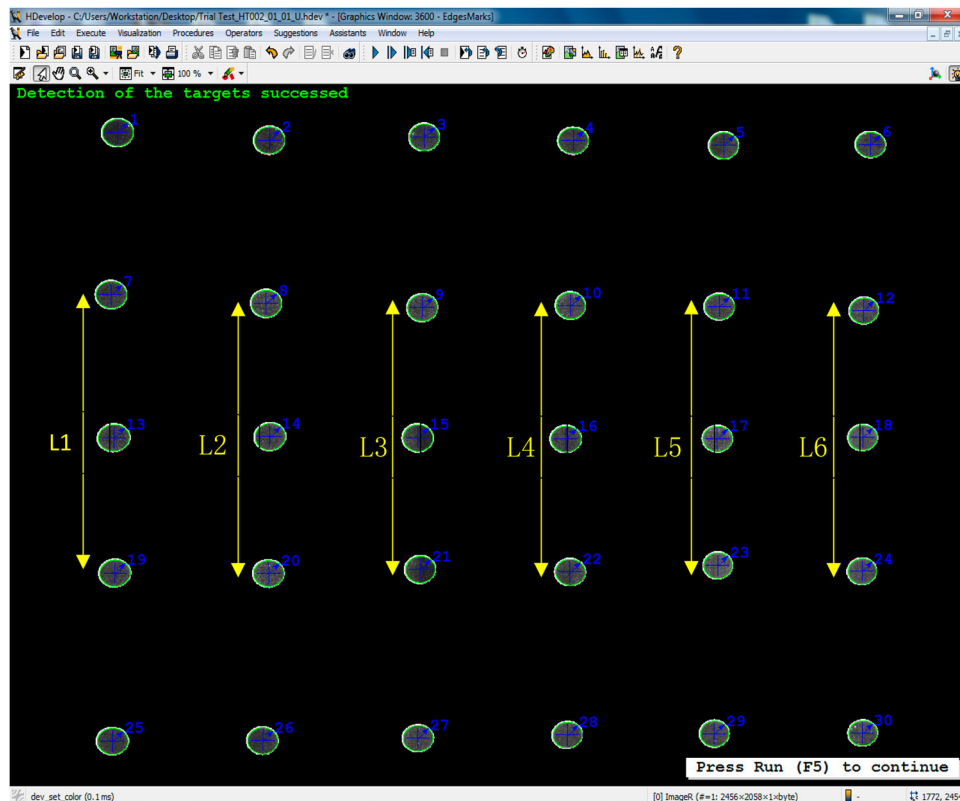 HDevelop - C:/Users/Workstation/Desktop/Trial Test_HT002_01_01_U.hdev * - [Graphics Window: 3600 - EdgesMarks]
File Edit Execute Visualization Procedures Operators Suggestions Assistants Window Help
Fit 100 %
Detection of the targets successed
1 2 3 4 5 6
7 8 9 10 11 12
13 14 15 16 17 18
L1 L2 L3 L4 L5 L6
19 20 21 22 23 24
25 26 27 28 29 30
Press Run (F5) to continue
dev_set_color (0.1 ms) [0] ImageR (#=1: 2456×2058×1×byte) - 1772, 2454